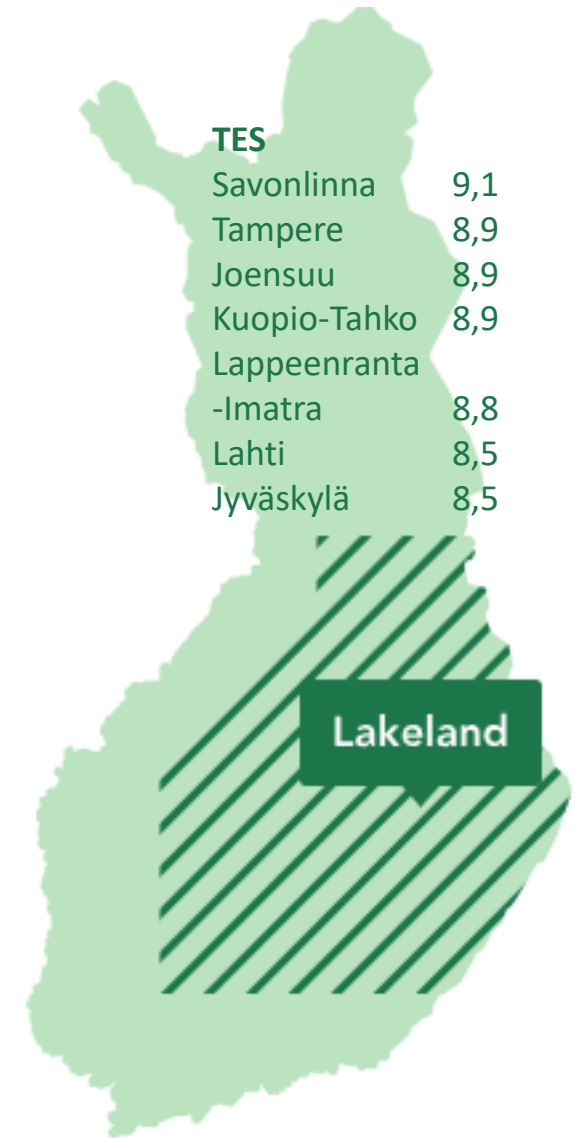 TES
Savonlinna 9,1
Tampere 8,9
Joensuu 8,9
Kuopio-Tahko 8,9
Lappeenranta
-Imatra 8,8
Lahti 8,5
Jyväskylä 8,5
Lakeland